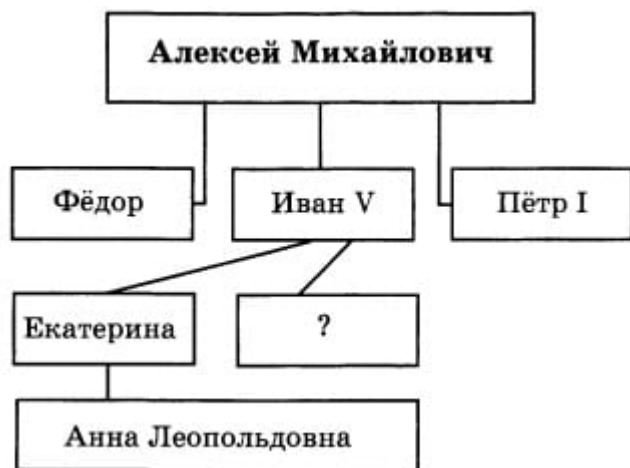 Алексей Михайлович
Фёдор
Иван V
Пётр I
Екатерина
?
Анна Леопольдовна